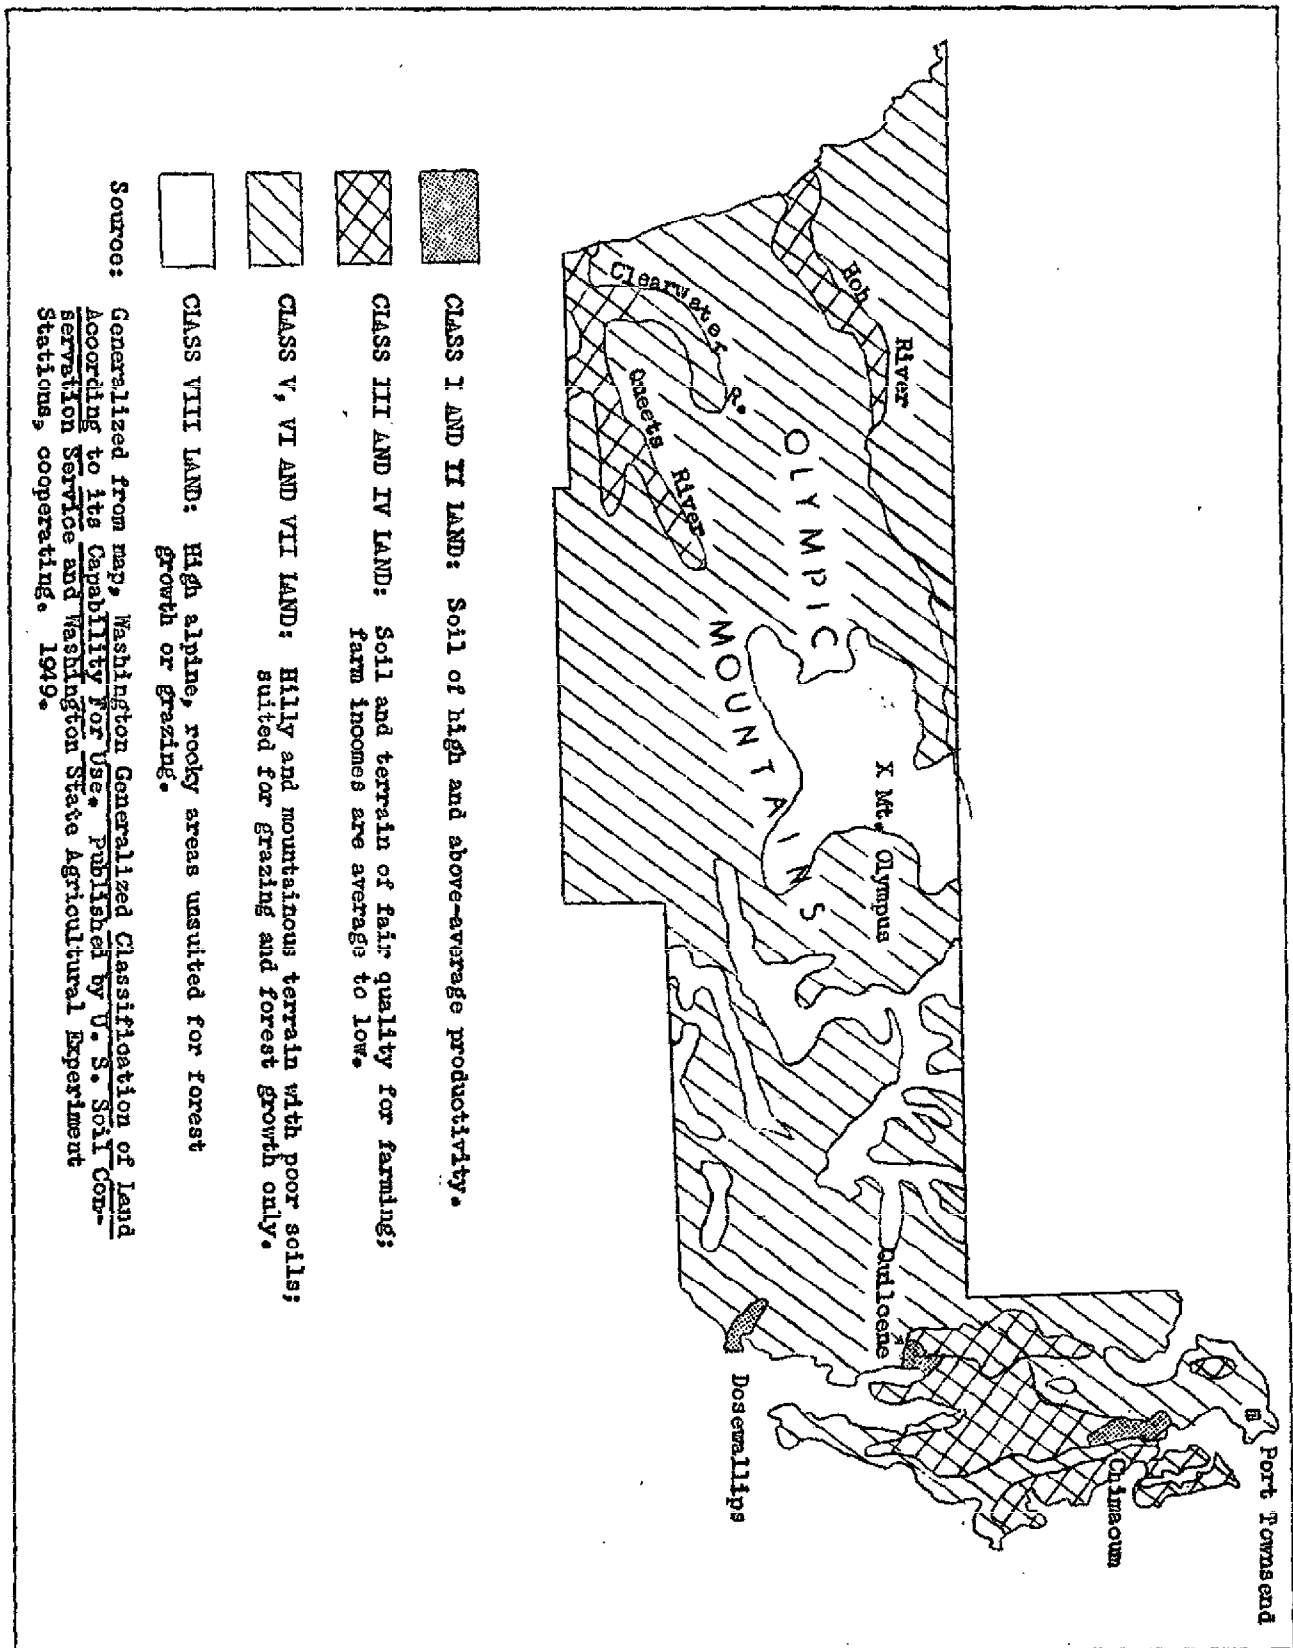 Port Townsend
Chimacum
Quilcene
Dosewallips
Hoh
River
Clearwater
R.
Queets
River
OLYMPIC
MOUNTAINS
X Mt. Olympus
CLASS I AND II LAND: Soil of high and above-average productivity.
CLASS III AND IV LAND: Soil and terrain of fair quality for farming;
farm incomes are average to low.
CLASS V, VI AND VII LAND: Hilly and mountainous terrain with poor soils;
suited for grazing and forest growth only.
CLASS VIII LAND: High alpine, rocky areas unsuited for forest
growth or grazing.
Source: Generalized from map, Washington Generalized Classification of Land
According to its Capability For Use. Published by U. S. Soil Con-
servation Service and Washington State Agricultural Experiment
Stations, cooperating. 1949.